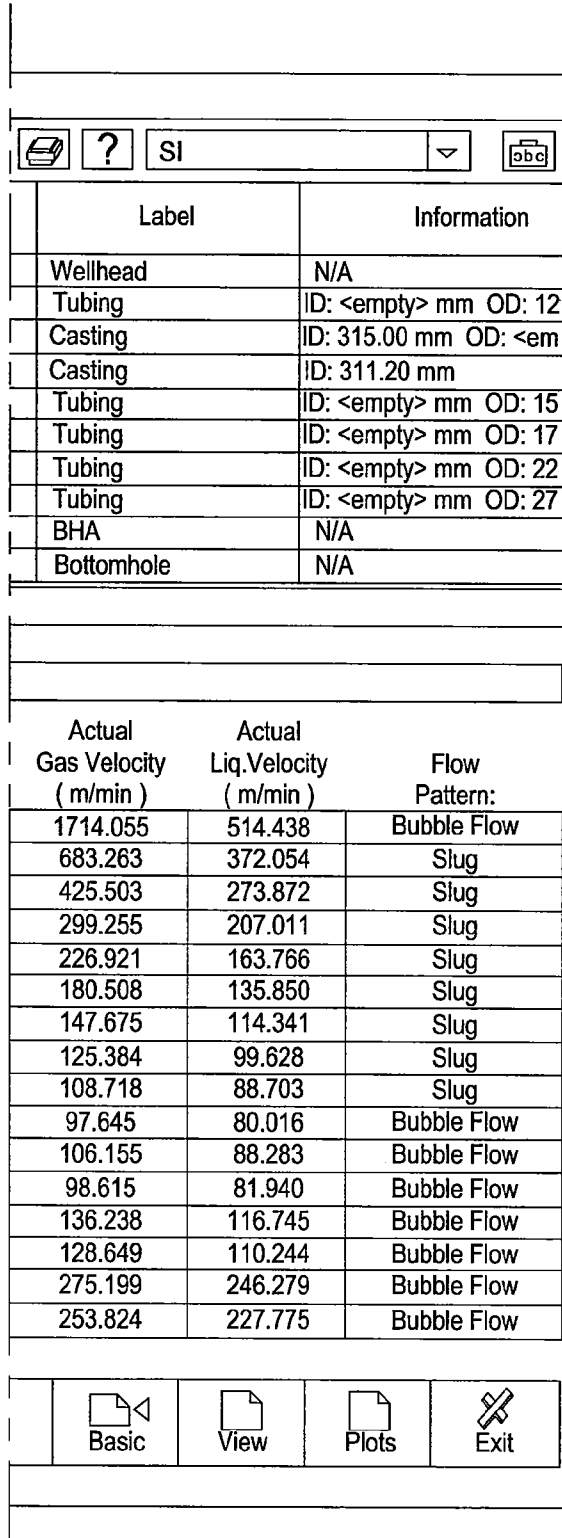 ? SI abc
Label Information
Wellhead N/A
Tubing ID: <empty> mm OD: 12
Casting ID: 315.00 mm OD: <em
Casting ID: 311.20 mm
Tubing ID: <empty> mm OD: 15
Tubing ID: <empty> mm OD: 17
Tubing ID: <empty> mm OD: 22
Tubing ID: <empty> mm OD: 27
BHA N/A
Bottomhole N/A
Actual Actual
Gas Velocity Liq.Velocity Flow
( m/min ) ( m/min ) Pattern:
1714.055 514.438 Bubble Flow
683.263 372.054 Slug
425.503 273.872 Slug
299.255 207.011 Slug
226.921 163.766 Slug
180.508 135.850 Slug
147.675 114.341 Slug
125.384 99.628 Slug
108.718 88.703 Slug
97.645 80.016 Bubble Flow
106.155 88.283 Bubble Flow
98.615 81.940 Bubble Flow
136.238 116.745 Bubble Flow
128.649 110.244 Bubble Flow
275.199 246.279 Bubble Flow
253.824 227.775 Bubble Flow
Basic View Plots Exit